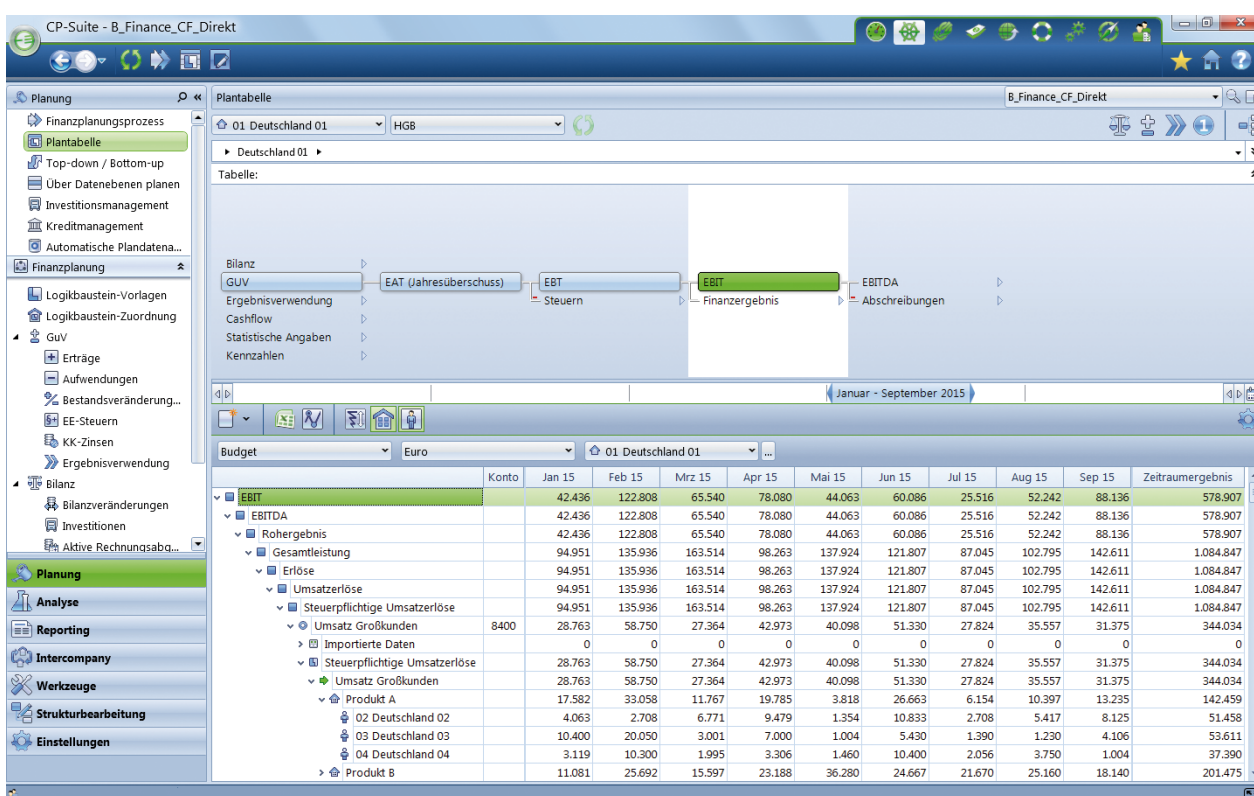 CP-Suite - B_Finance_CF_Direkt
Planung
Plantabelle
B_Finance_CF_Direkt
Finanzplanungsprozess
Plantabelle
Top-down / Bottom-up
Über Datenebenen planen
Investitionsmanagement
Kreditmanagement
Automatische Plandatena...
Finanzplanung
Logikbaustein-Vorlagen
Logikbaustein-Zuordnung
GuV
Erträge
Aufwendungen
Bestandsveränderung...
EE-Steuern
KK-Zinsen
Ergebnisverwendung
Bilanz
Bilanzveränderungen
Investitionen
Aktive Rechnungsabg...
Planung
Analyse
Reporting
Intercompany
Werkzeuge
Strukturbearbeitung
Einstellungen
01 Deutschland 01 HGB
Deutschland 01
Tabelle:
Bilanz
GUV EAT (Jahresüberschuss) EBT EBIT EBITDA
Ergebnisverwendung Steuern Finanzergebnis Abschreibungen
Cashflow
Statistische Angaben
Kennzahlen
Januar - September 2015
Budget Euro 01 Deutschland 01 ...
Konto Jan 15 Feb 15 Mrz 15 Apr 15 Mai 15 Jun 15 Jul 15 Aug 15 Sep 15 Zeitraumergebnis
EBIT 42.436 122.808 65.540 78.080 44.063 60.086 25.516 52.242 88.136 578.907
EBITDA 42.436 122.808 65.540 78.080 44.063 60.086 25.516 52.242 88.136 578.907
Rohergebnis 42.436 122.808 65.540 78.080 44.063 60.086 25.516 52.242 88.136 578.907
Gesamtleistung 94.951 135.936 163.514 98.263 137.924 121.807 87.045 102.795 142.611 1.084.847
Erlöse 94.951 135.936 163.514 98.263 137.924 121.807 87.045 102.795 142.611 1.084.847
Umsatzerlöse 94.951 135.936 163.514 98.263 137.924 121.807 87.045 102.795 142.611 1.084.847
Steuerpflichtige Umsatzerlöse 94.951 135.936 163.514 98.263 137.924 121.807 87.045 102.795 142.611 1.084.847
Umsatz Großkunden 8400 28.763 58.750 27.364 42.973 40.098 51.330 27.824 35.557 31.375 344.034
Importierte Daten 0 0 0 0 0 0 0 0 0 0
Steuerpflichtige Umsatzerlöse 28.763 58.750 27.364 42.973 40.098 51.330 27.824 35.557 31.375 344.034
Umsatz Großkunden 28.763 58.750 27.364 42.973 40.098 51.330 27.824 35.557 31.375 344.034
Produkt A 17.582 33.058 11.767 19.785 3.818 26.663 6.154 10.397 13.235 142.459
02 Deutschland 02 4.063 2.708 6.771 9.479 1.354 10.833 2.708 5.417 8.125 51.458
03 Deutschland 03 10.400 20.050 3.001 7.000 1.004 5.430 1.390 1.230 4.106 53.611
04 Deutschland 04 3.119 10.300 1.995 3.306 1.460 10.400 2.056 3.750 1.004 37.390
Produkt B 11.081 25.692 15.597 23.188 36.280 24.667 21.670 25.160 18.140 201.475